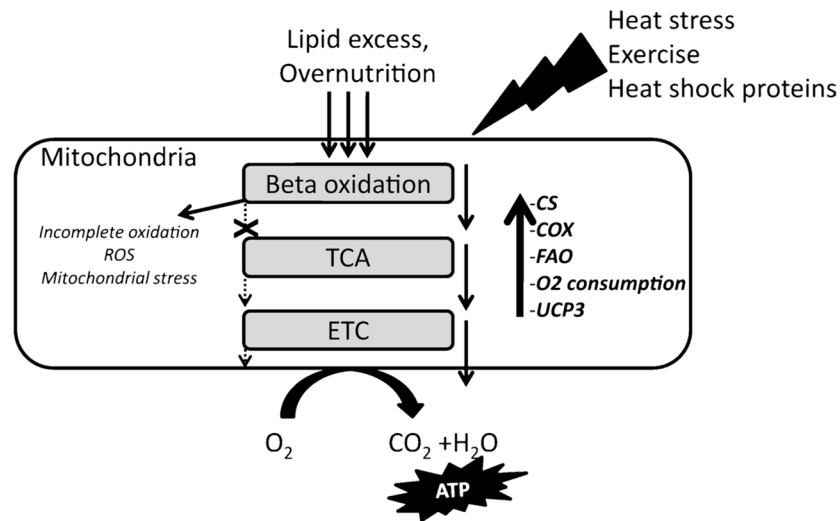 Lipid excess,
Overnutrition
Heat stress
Exercise
Heat shock proteins
Mitochondria
Beta oxidation
Incomplete oxidation
ROS
Mitochondrial stress
TCA
ETC
-CS
-COX
-FAO
-O2 consumption
-UCP3
O₂
CO₂ +H₂O
ATP